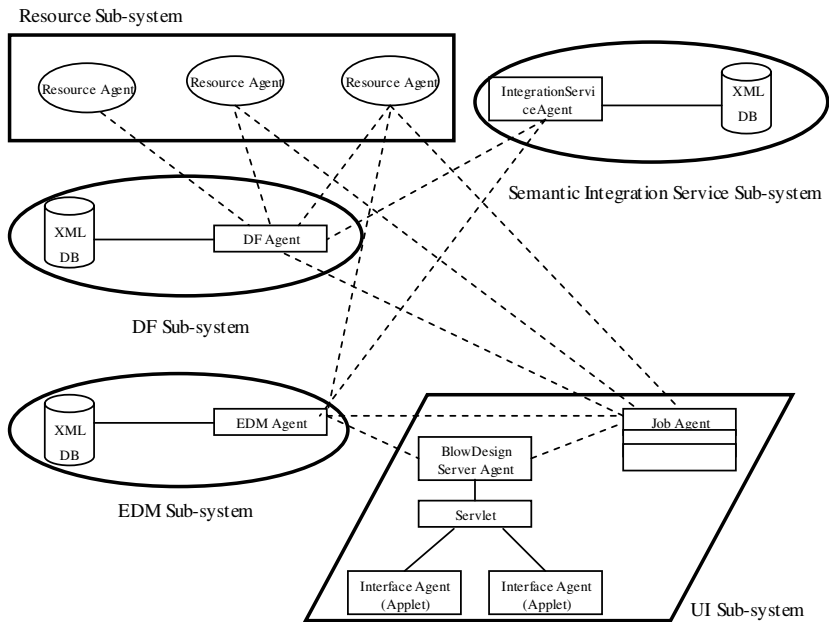 Resource Sub-system
Resource Agent
Resource Agent
Resource Agent
IntegrationServi
ceAgent
XML
DB
Semantic Integration Service Sub-system
XML
DB
DF Agent
DF Sub-system
XML
DB
EDM Agent
EDM Sub-system
Job Agent
BlowDesign
Server Agent
Servlet
Interface Agent
(Applet)
Interface Agent
(Applet)
UI Sub-system